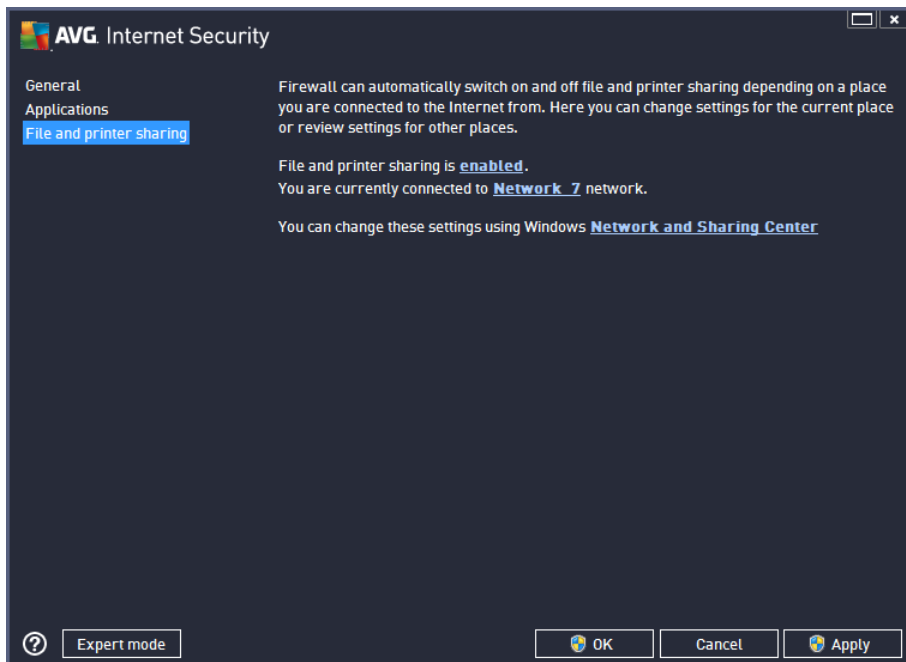 AVG. Internet Security
General
Applications
File and printer sharing
Firewall can automatically switch on and off file and printer sharing depending on a place
you are connected to the Internet from. Here you can change settings for the current place
or review settings for other places.
File and printer sharing is enabled.
You are currently connected to Network 7 network.
You can change these settings using Windows Network and Sharing Center
? Expert mode
OK
Cancel
Apply